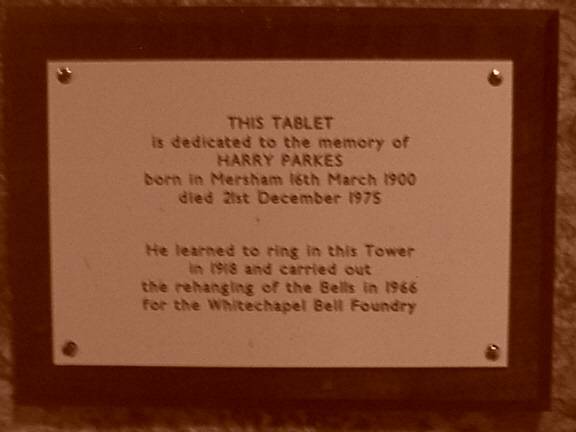 THIS TABLET
is dedicated to the memory of
HARRY PARKES
born in Mersham 16th March 1900
died 21st December 1975
He learned to ring in this Tower
in 1918 and carried out
the rehanging of the Bells in 1966
for the Whitechapel Bell Foundry